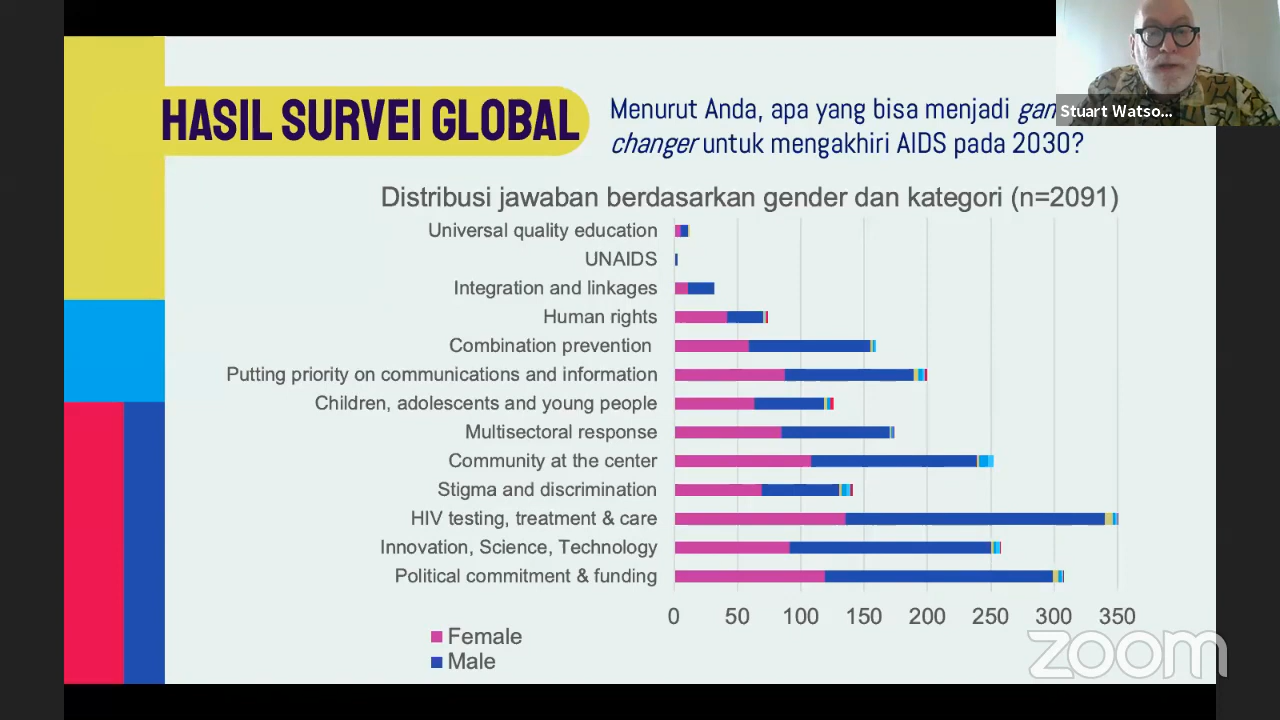 HASIL SURVEI GLOBAL
Menurut Anda, apa yang bisa menjadi
changer untuk mengakhiri AIDS pada 2030?
Stuart Watso...
Distribusi jawaban berdasarkan gender dan kategori (n=2091)
Universal quality education
UNAIDS
Integration and linkages
Human rights
Combination prevention
Putting priority on communications and information
Children, adolescents and young people
Multisectoral response
Community at the center
Stigma and discrimination
HIV testing, treatment & care
Innovation, Science, Technology
Political commitment & funding
0 50 100 150 200 250 300 350
Female
Male
zoom